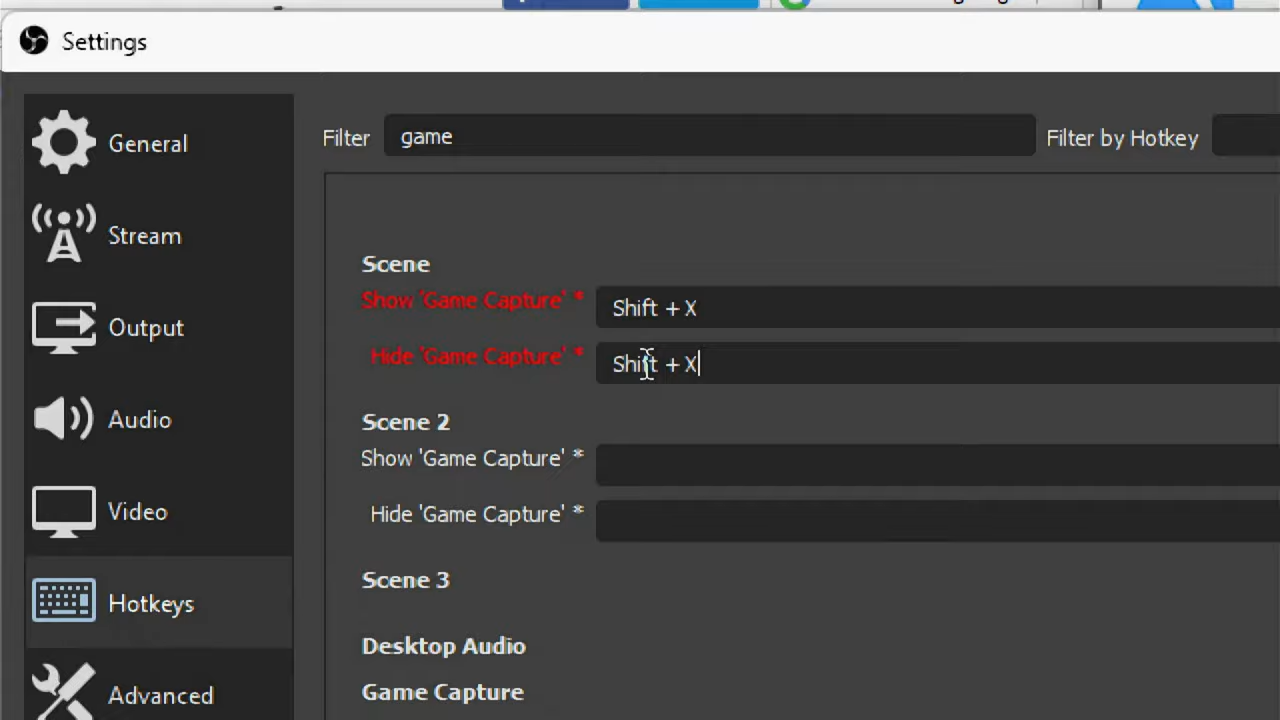 Settings
General
Stream
Output
Audio
Video
Hotkeys
Advanced
Filter game Filter by Hotkey
Scene
Show 'Game Capture' * Shift + X
Hide 'Game Capture' * Shift + X
Scene 2
Show 'Game Capture' *
Hide 'Game Capture' *
Scene 3
Desktop Audio
Game Capture